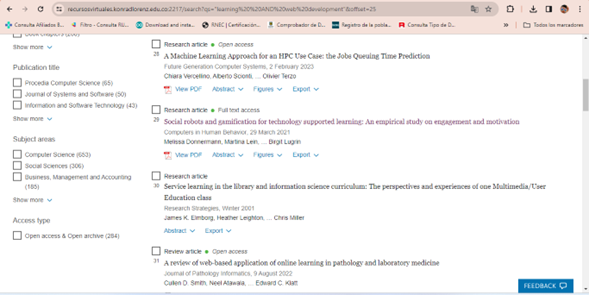 recursosvirtuales.konradlorenz.edu.co:2217/search?qs="learning%20%20AND%20web%20development"&offset=25
Consulta Afiliados E...
Filtro - Consulta RU...
Download and insta...
RNEC | Certificación...
Comprobador de D...
Registro de la pobla...
Consulta Tipo de D...
»
Todos los marcadores
Show more
Publication title
Procedia Computer Science (65)
Journal of Systems and Software (50)
Information and Software Technology (43)
Show more
Subject areas
Computer Science (653)
Social Sciences (306)
Business, Management and Accounting
(185)
Show more
Access type
Open access & Open archive (284)
Research article Open access
28 A Machine Learning Approach for an HPC Use Case: the Jobs Queuing Time Prediction
Future Generation Computer Systems, 2 February 2023
Chiara Vercellino, Alberto Scionti, ... Olivier Terzo
View PDF Abstract Figures Export
Research article Full text access
29 Social robots and gamification for technology supported learning: An empirical study on engagement and motivation
Computers in Human Behavior, 29 March 2021
Melissa Donnermann, Martina Lein, ... Birgit Lugrin
View PDF Abstract Figures Export
Research article
30 Service learning in the library and information science curriculum: The perspectives and experiences of one Multimedia/User
Education class
Research Strategies, Winter 2001
James K. Elmborg, Heather Leighton, ... Chris Miller
Abstract Export
Review article Open access
31 A review of web-based application of online learning in pathology and laboratory medicine
Journal of Pathology Informatics, 9 August 2022
Cullen D. Smith, Neel Atawala, ... Edward C. Klatt
FEEDBACK